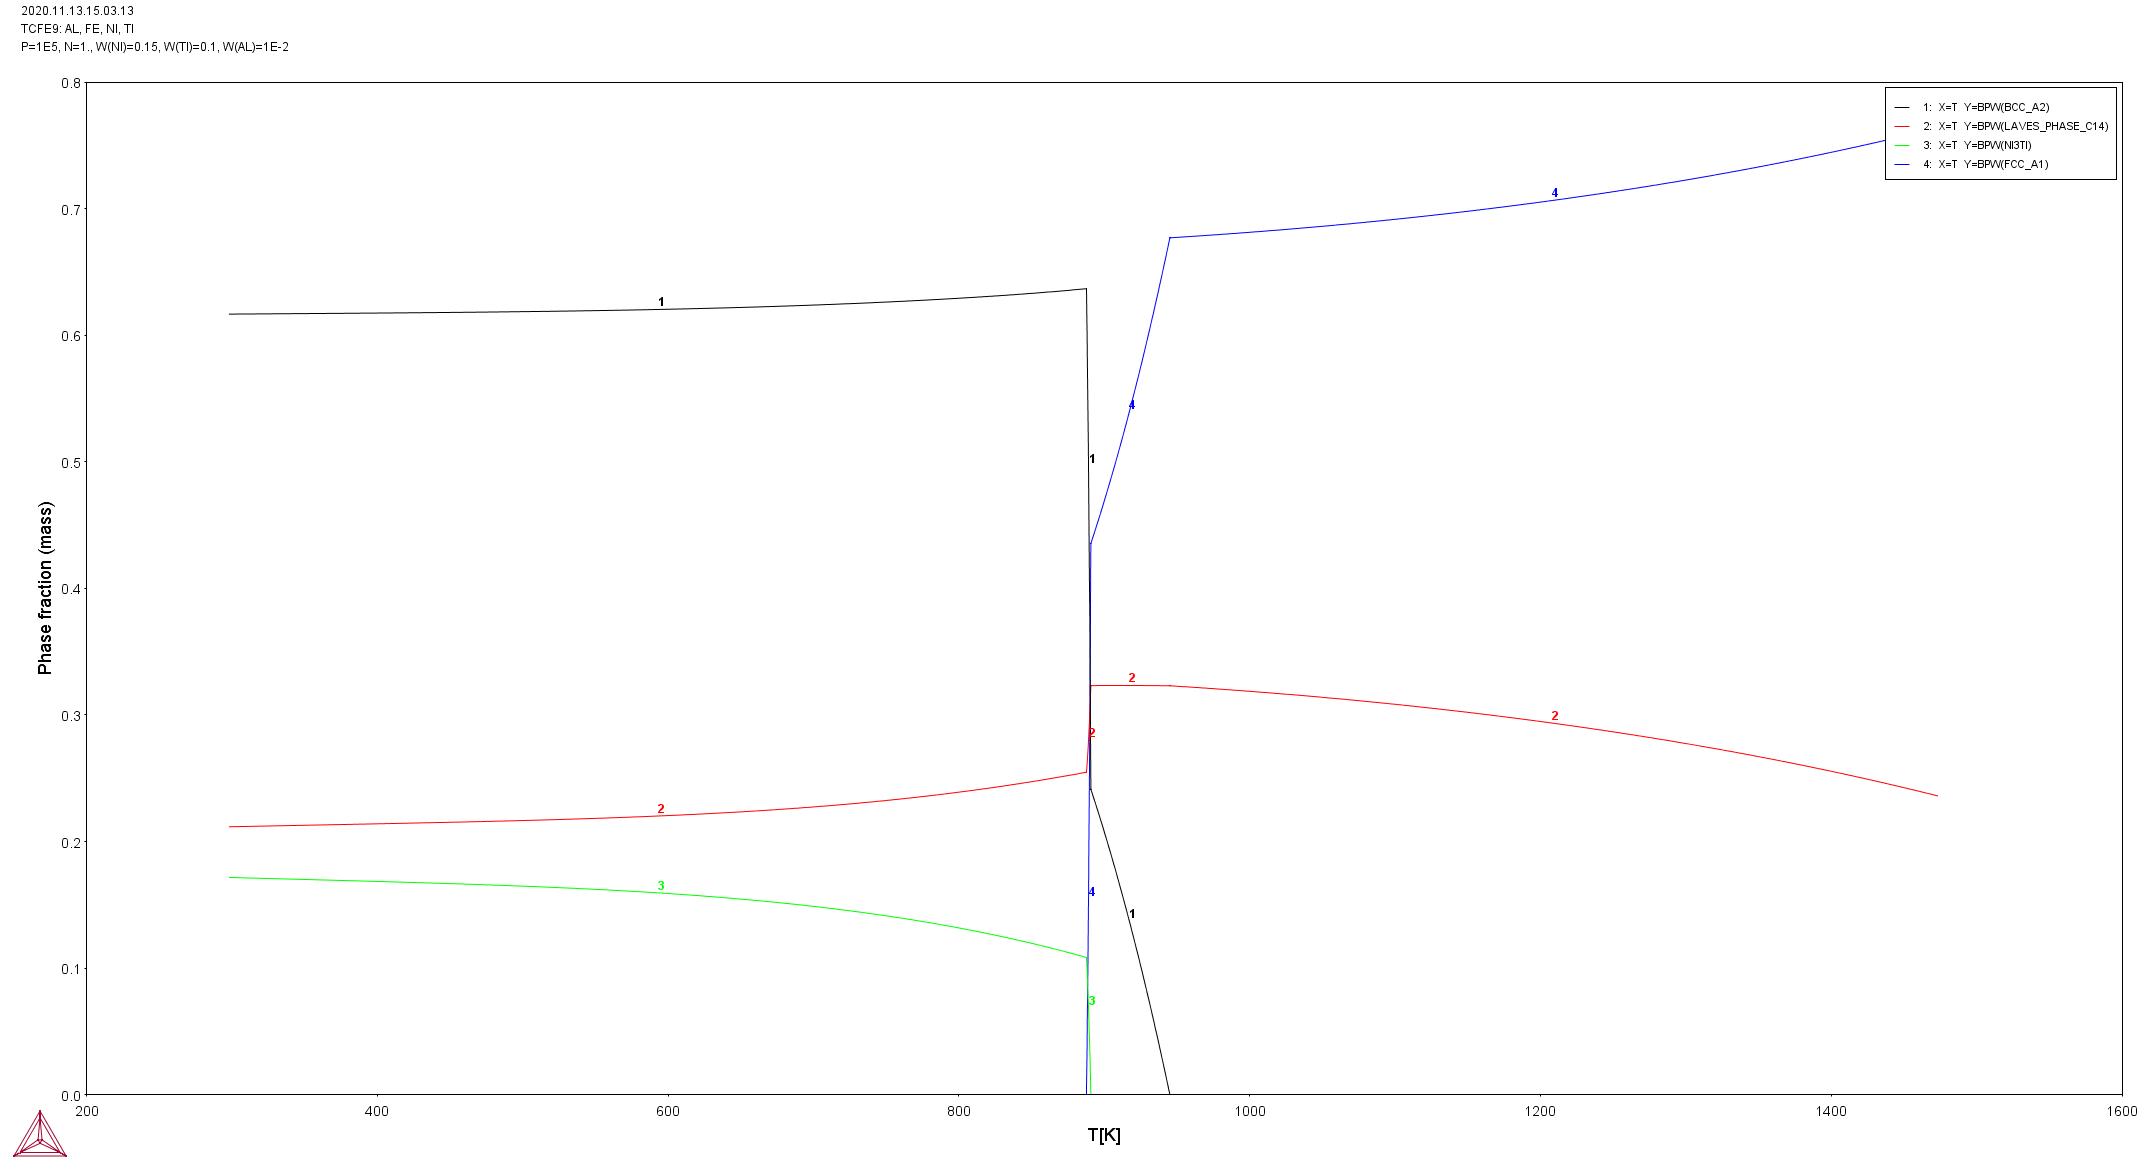 2020.11.13.15.03.13
TCFE9: AL, FE, NI, TI
P=1E5, N=1., W(NI)=0.15, W(TI)=0.1, W(AL)=1E-2
0.8
1: X=T Y=BPW(BCC_A2)
2: X=T Y=BPW(LAVES_PHASE_C14)
3: X=T Y=BPW(NI3TI)
4: X=T Y=BPW(FCC_A1)
4
0.7
1
0.6
0.5
1
4
Phase fraction (mass)
0.4
0.3
2
2
2
0.2
2
3
4
1
0.1
3
0.0
200 400 600 800 1000 1200 1400 1600
T[K]